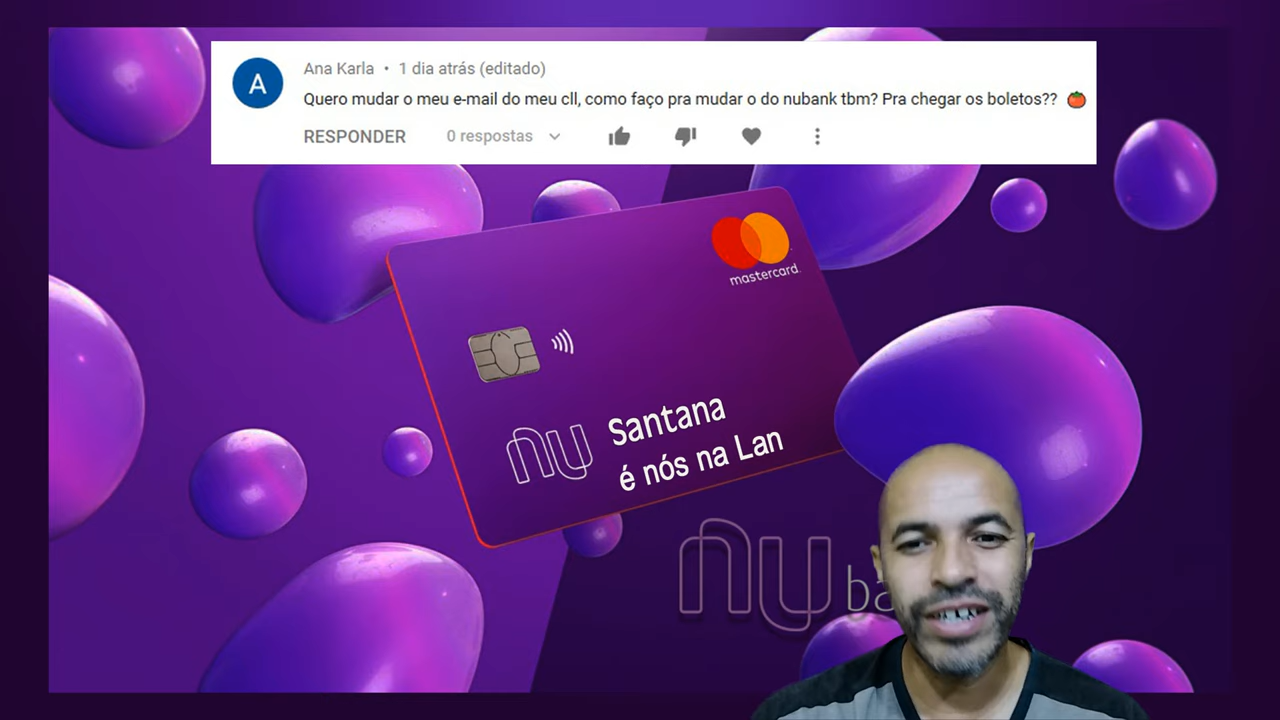 A
Ana Karla • 1 dia atrás (editado)
Quero mudar o meu e-mail do meu cll, como faço pra mudar o do nubank tbm? Pra chegar os boletos?? 🍅
RESPONDER 0 respostas
mastercard.
nu Santana
é nós na Lan
nu ba